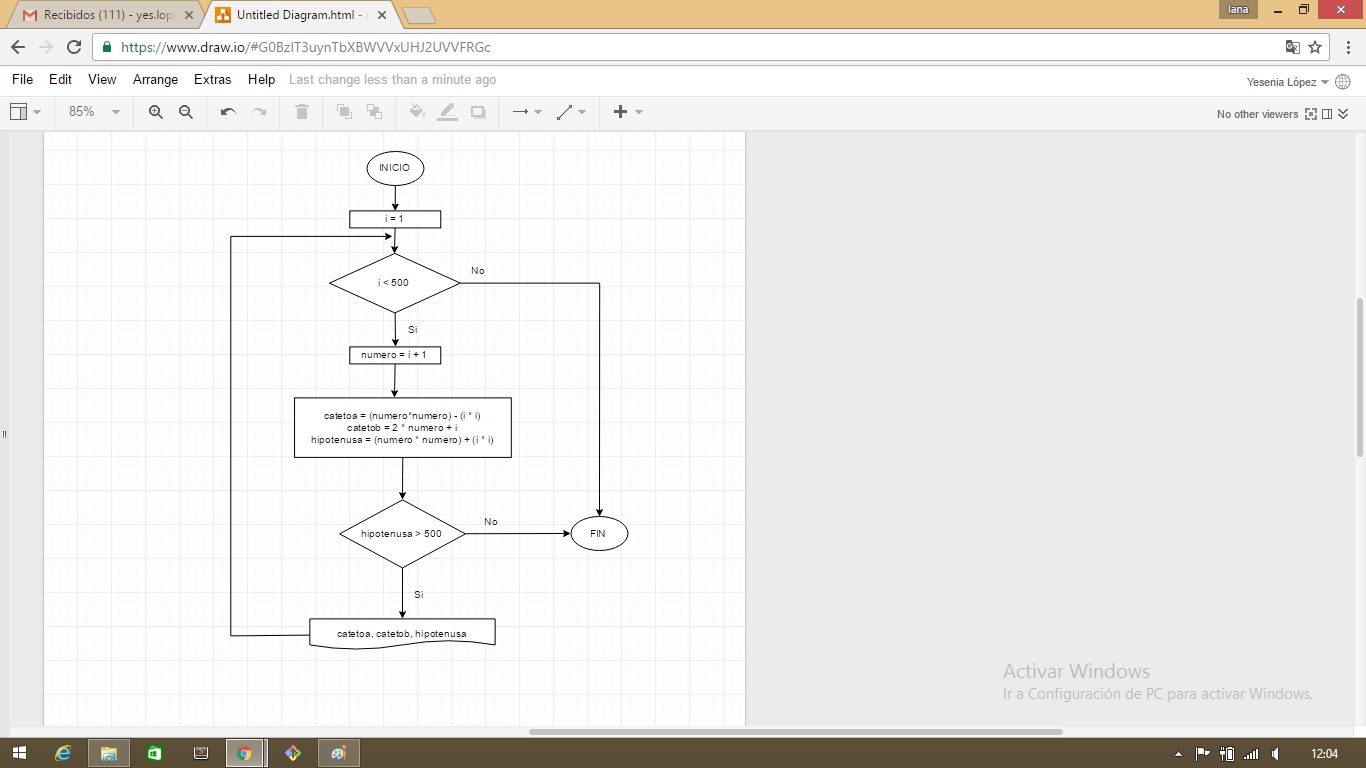 Recibidos (111) - yes.lop
Untitled Diagram.html -
Iana
https://www.draw.io/#G0BzIT3uynTbXBWVVxUHJ2UVVFRGc
File Edit View Arrange Extras Help Last change less than a minute ago
Yesenia López
85%
No other viewers
INICIO
i = 1
i < 500
No
Si
numero = i + 1
catetoa = (numero*numero) - (i * i)
catetob = 2 * numero + i
hipotenusa = (numero * numero) + (i * i)
hipotenusa > 500
No
FIN
Si
catetoa, catetob, hipotenusa
Activar Windows
Ir a Configuración de PC para activar Windows.
12:04